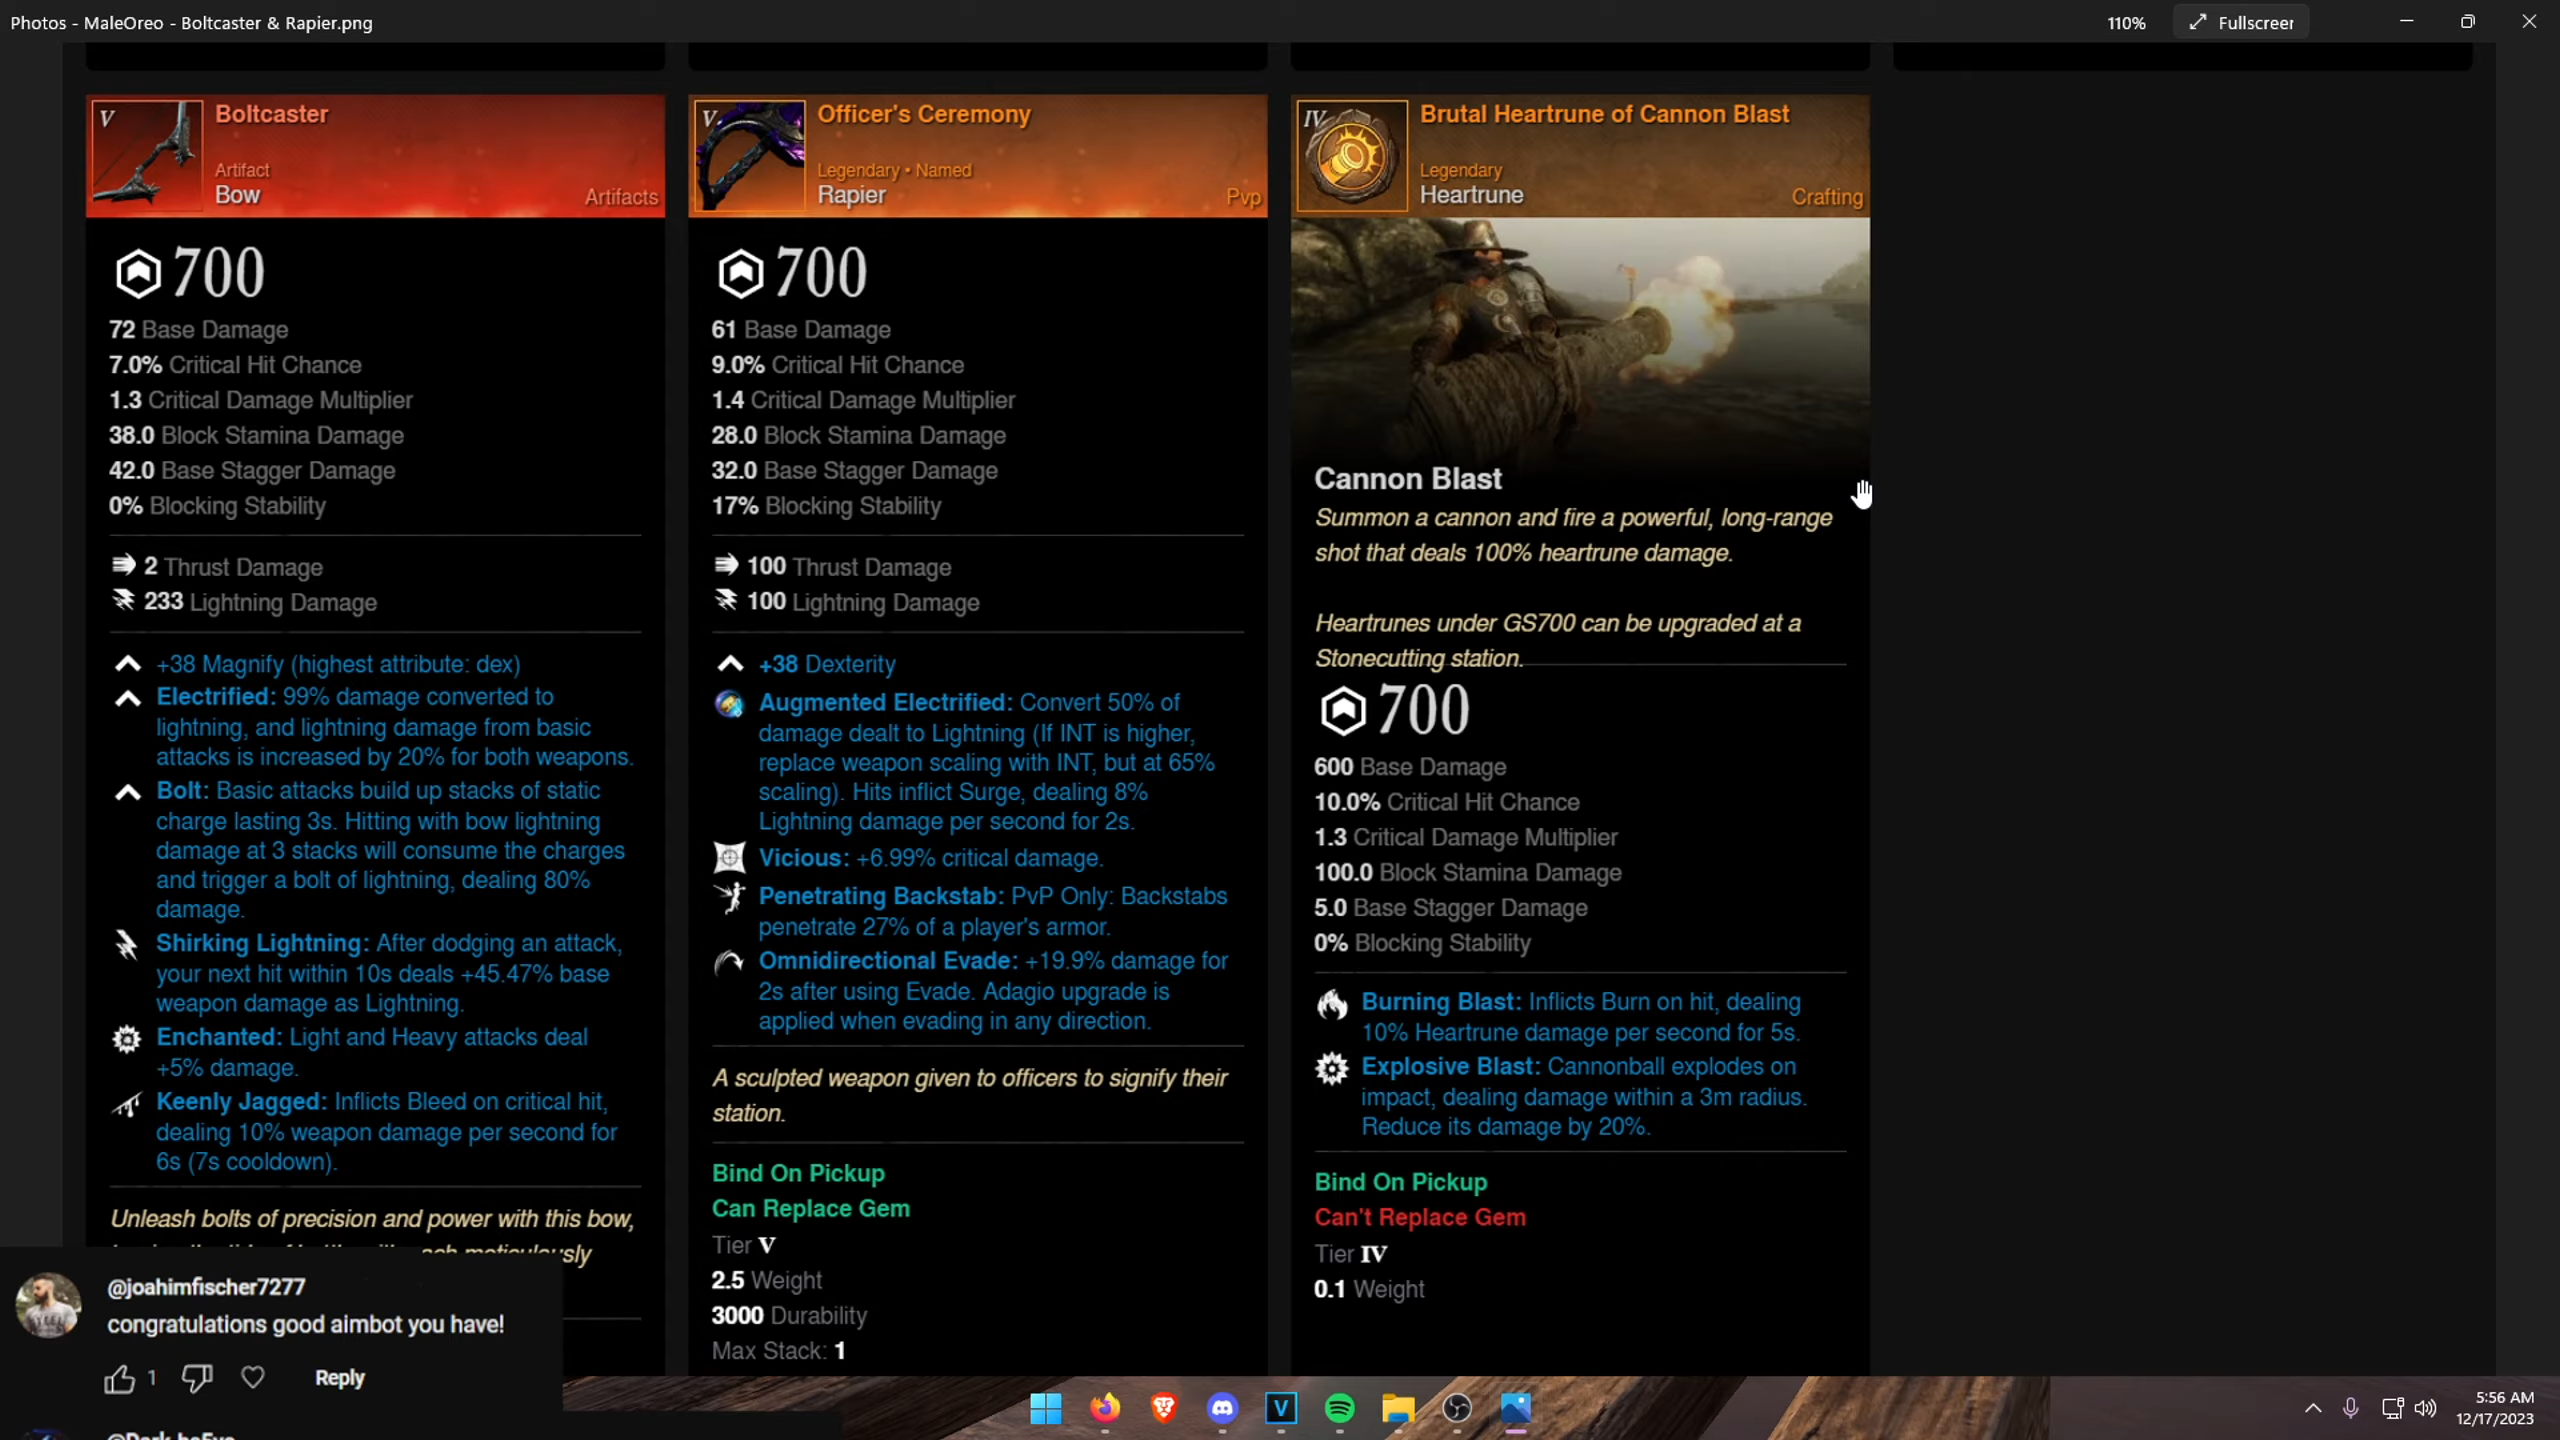 Photos - MaleOreo - Boltcaster & Rapier.png
110%
Fullscreen
V
Boltcaster
Artifact
Bow
Artifacts
700
72 Base Damage
7.0% Critical Hit Chance
1.3 Critical Damage Multiplier
38.0 Block Stamina Damage
42.0 Base Stagger Damage
0% Blocking Stability
2 Thrust Damage
233 Lightning Damage
+38 Magnify (highest attribute: dex)
Electrified: 99% damage converted to
lightning, and lightning damage from basic
attacks is increased by 20% for both weapons.
Bolt: Basic attacks build up stacks of static
charge lasting 3s. Hitting with bow lightning
damage at 3 stacks will consume the charges
and trigger a bolt of lightning, dealing 80%
damage.
Shirking Lightning: After dodging an attack,
your next hit within 10s deals +45.47% base
weapon damage as Lightning.
Enchanted: Light and Heavy attacks deal
+5% damage.
Keenly Jagged: Inflicts Bleed on critical hit,
dealing 10% weapon damage per second for
6s (7s cooldown).
Unleash bolts of precision and power with this bow,
V
Officer's Ceremony
Legendary • Named
Rapier
Pvp
700
61 Base Damage
9.0% Critical Hit Chance
1.4 Critical Damage Multiplier
28.0 Block Stamina Damage
32.0 Base Stagger Damage
17% Blocking Stability
100 Thrust Damage
100 Lightning Damage
+38 Dexterity
Augmented Electrified: Convert 50% of
damage dealt to Lightning (If INT is higher,
replace weapon scaling with INT, but at 65%
scaling). Hits inflict Surge, dealing 8%
Lightning damage per second for 2s.
Vicious: +6.99% critical damage.
Penetrating Backstab: PvP Only: Backstabs
penetrate 27% of a player's armor.
Omnidirectional Evade: +19.9% damage for
2s after using Evade. Adagio upgrade is
applied when evading in any direction.
A sculpted weapon given to officers to signify their
station.
Bind On Pickup
Can Replace Gem
Tier V
2.5 Weight
3000 Durability
Max Stack: 1
IV
Brutal Heartrune of Cannon Blast
Legendary
Heartrune
Crafting
Cannon Blast
Summon a cannon and fire a powerful, long-range
shot that deals 100% heartrune damage.
Heartrunes under GS700 can be upgraded at a
Stonecutting station.
700
600 Base Damage
10.0% Critical Hit Chance
1.3 Critical Damage Multiplier
100.0 Block Stamina Damage
5.0 Base Stagger Damage
0% Blocking Stability
Burning Blast: Inflicts Burn on hit, dealing
10% Heartrune damage per second for 5s.
Explosive Blast: Cannonball explodes on
impact, dealing damage within a 3m radius.
Reduce its damage by 20%.
Bind On Pickup
Can't Replace Gem
Tier IV
0.1 Weight
@joahimfischer7277
congratulations good aimbot you have!
1
Reply
V
5:56 AM
12/17/2023